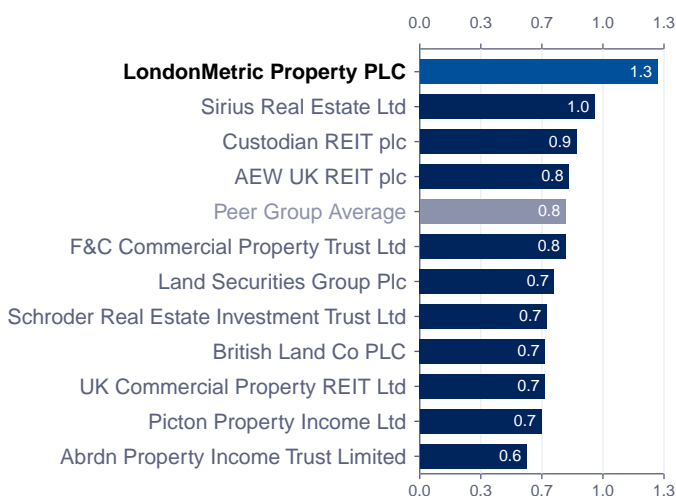 0.0 0.3 0.7 1.0 1.3
LondonMetric Property PLC 1.3
Sirius Real Estate Ltd 1.0
Custodian REIT plc 0.9
AEW UK REIT plc 0.8
Peer Group Average 0.8
F&C Commercial Property Trust Ltd 0.8
Land Securities Group Plc 0.7
Schroder Real Estate Investment Trust Ltd 0.7
British Land Co PLC 0.7
UK Commercial Property REIT Ltd 0.7
Picton Property Income Ltd 0.7
Abrdn Property Income Trust Limited 0.6
0.0 0.3 0.7 1.0 1.3